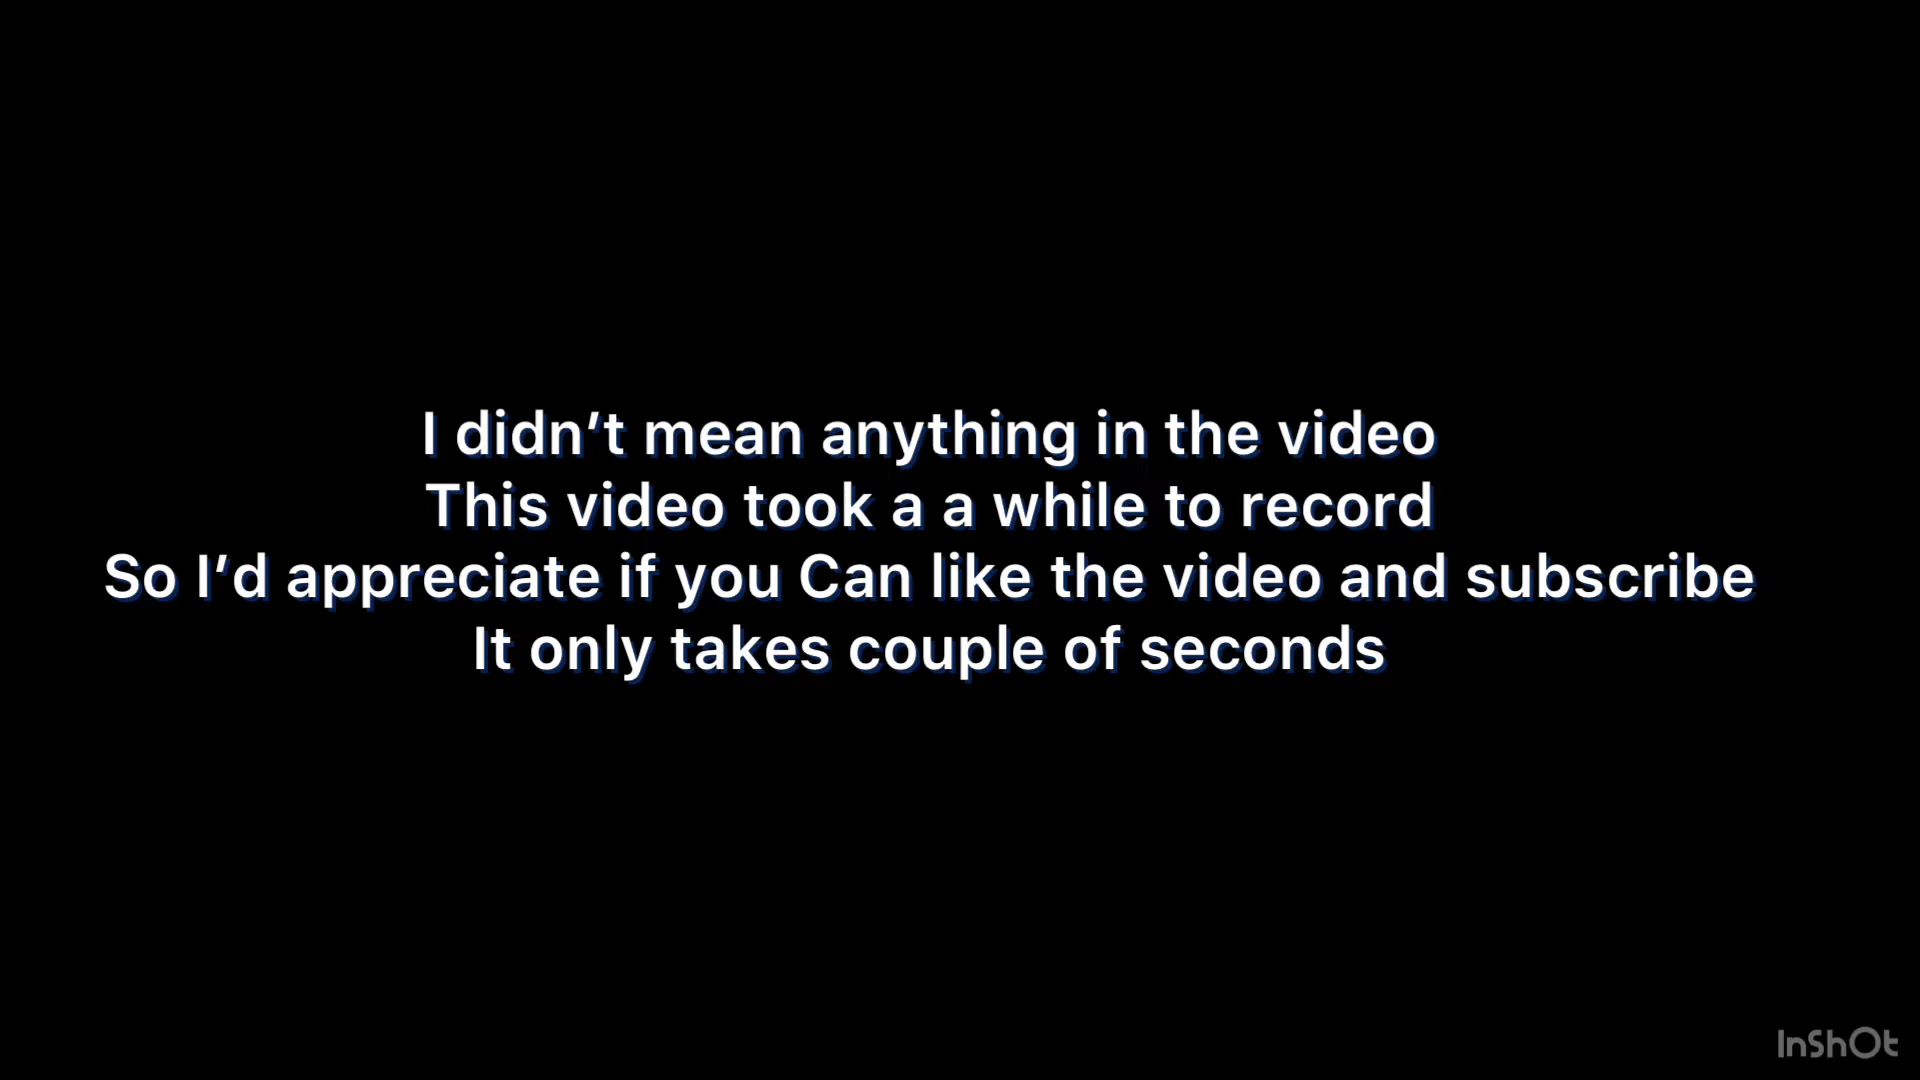 I didn’t mean anything in the video
This video took a a while to record
So I’d appreciate if you Can like the video and subscribe
It only takes couple of seconds
InShOt